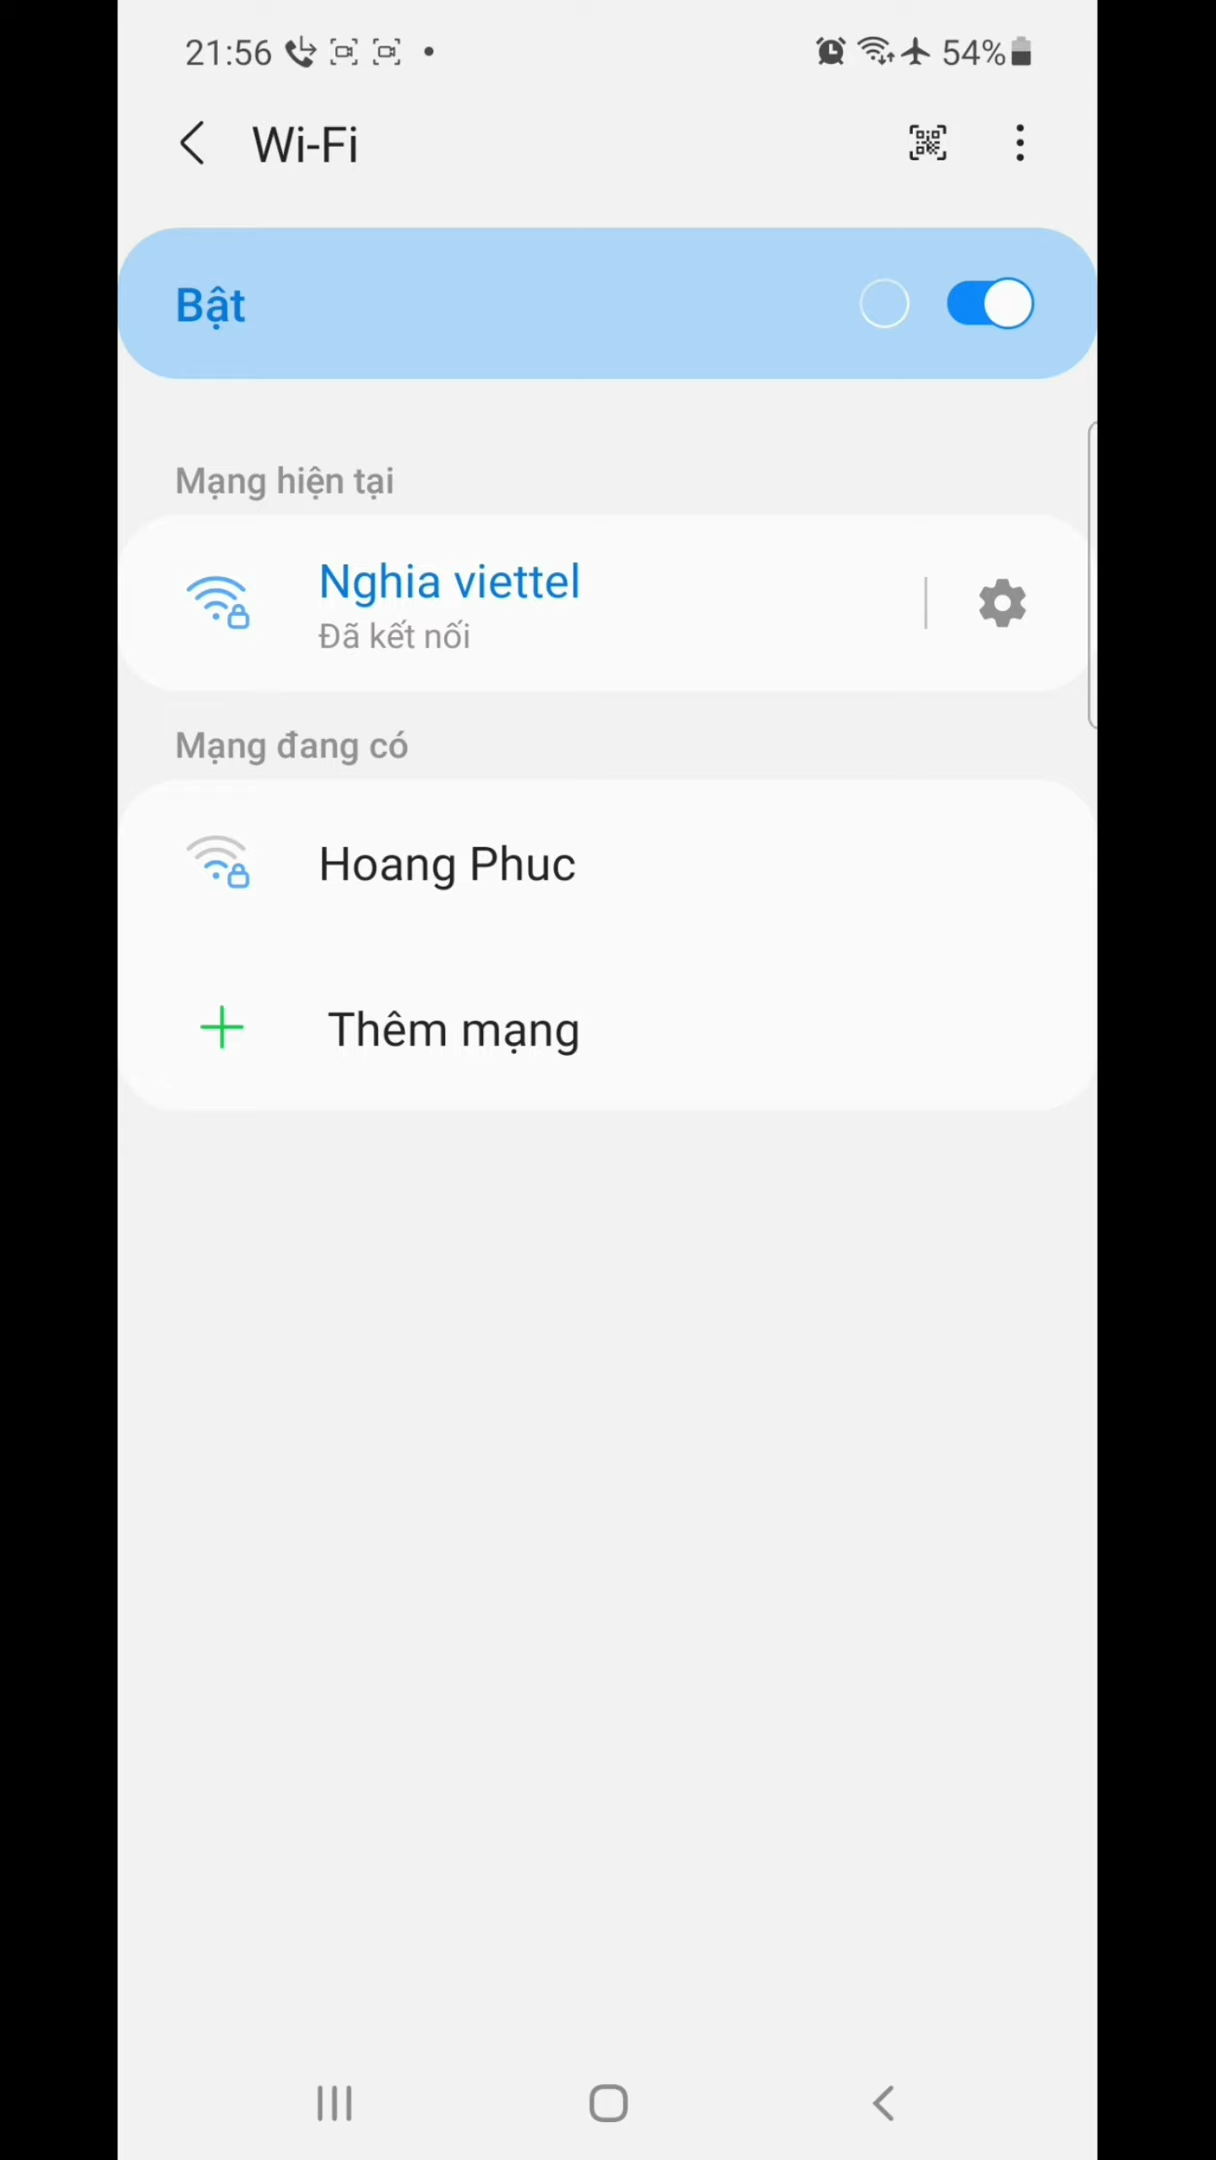 21:56
54%
Wi-Fi
Bật
Mạng hiện tại
Nghia viettel
Đã kết nối
Mạng đang có
Hoang Phuc
Thêm mạng